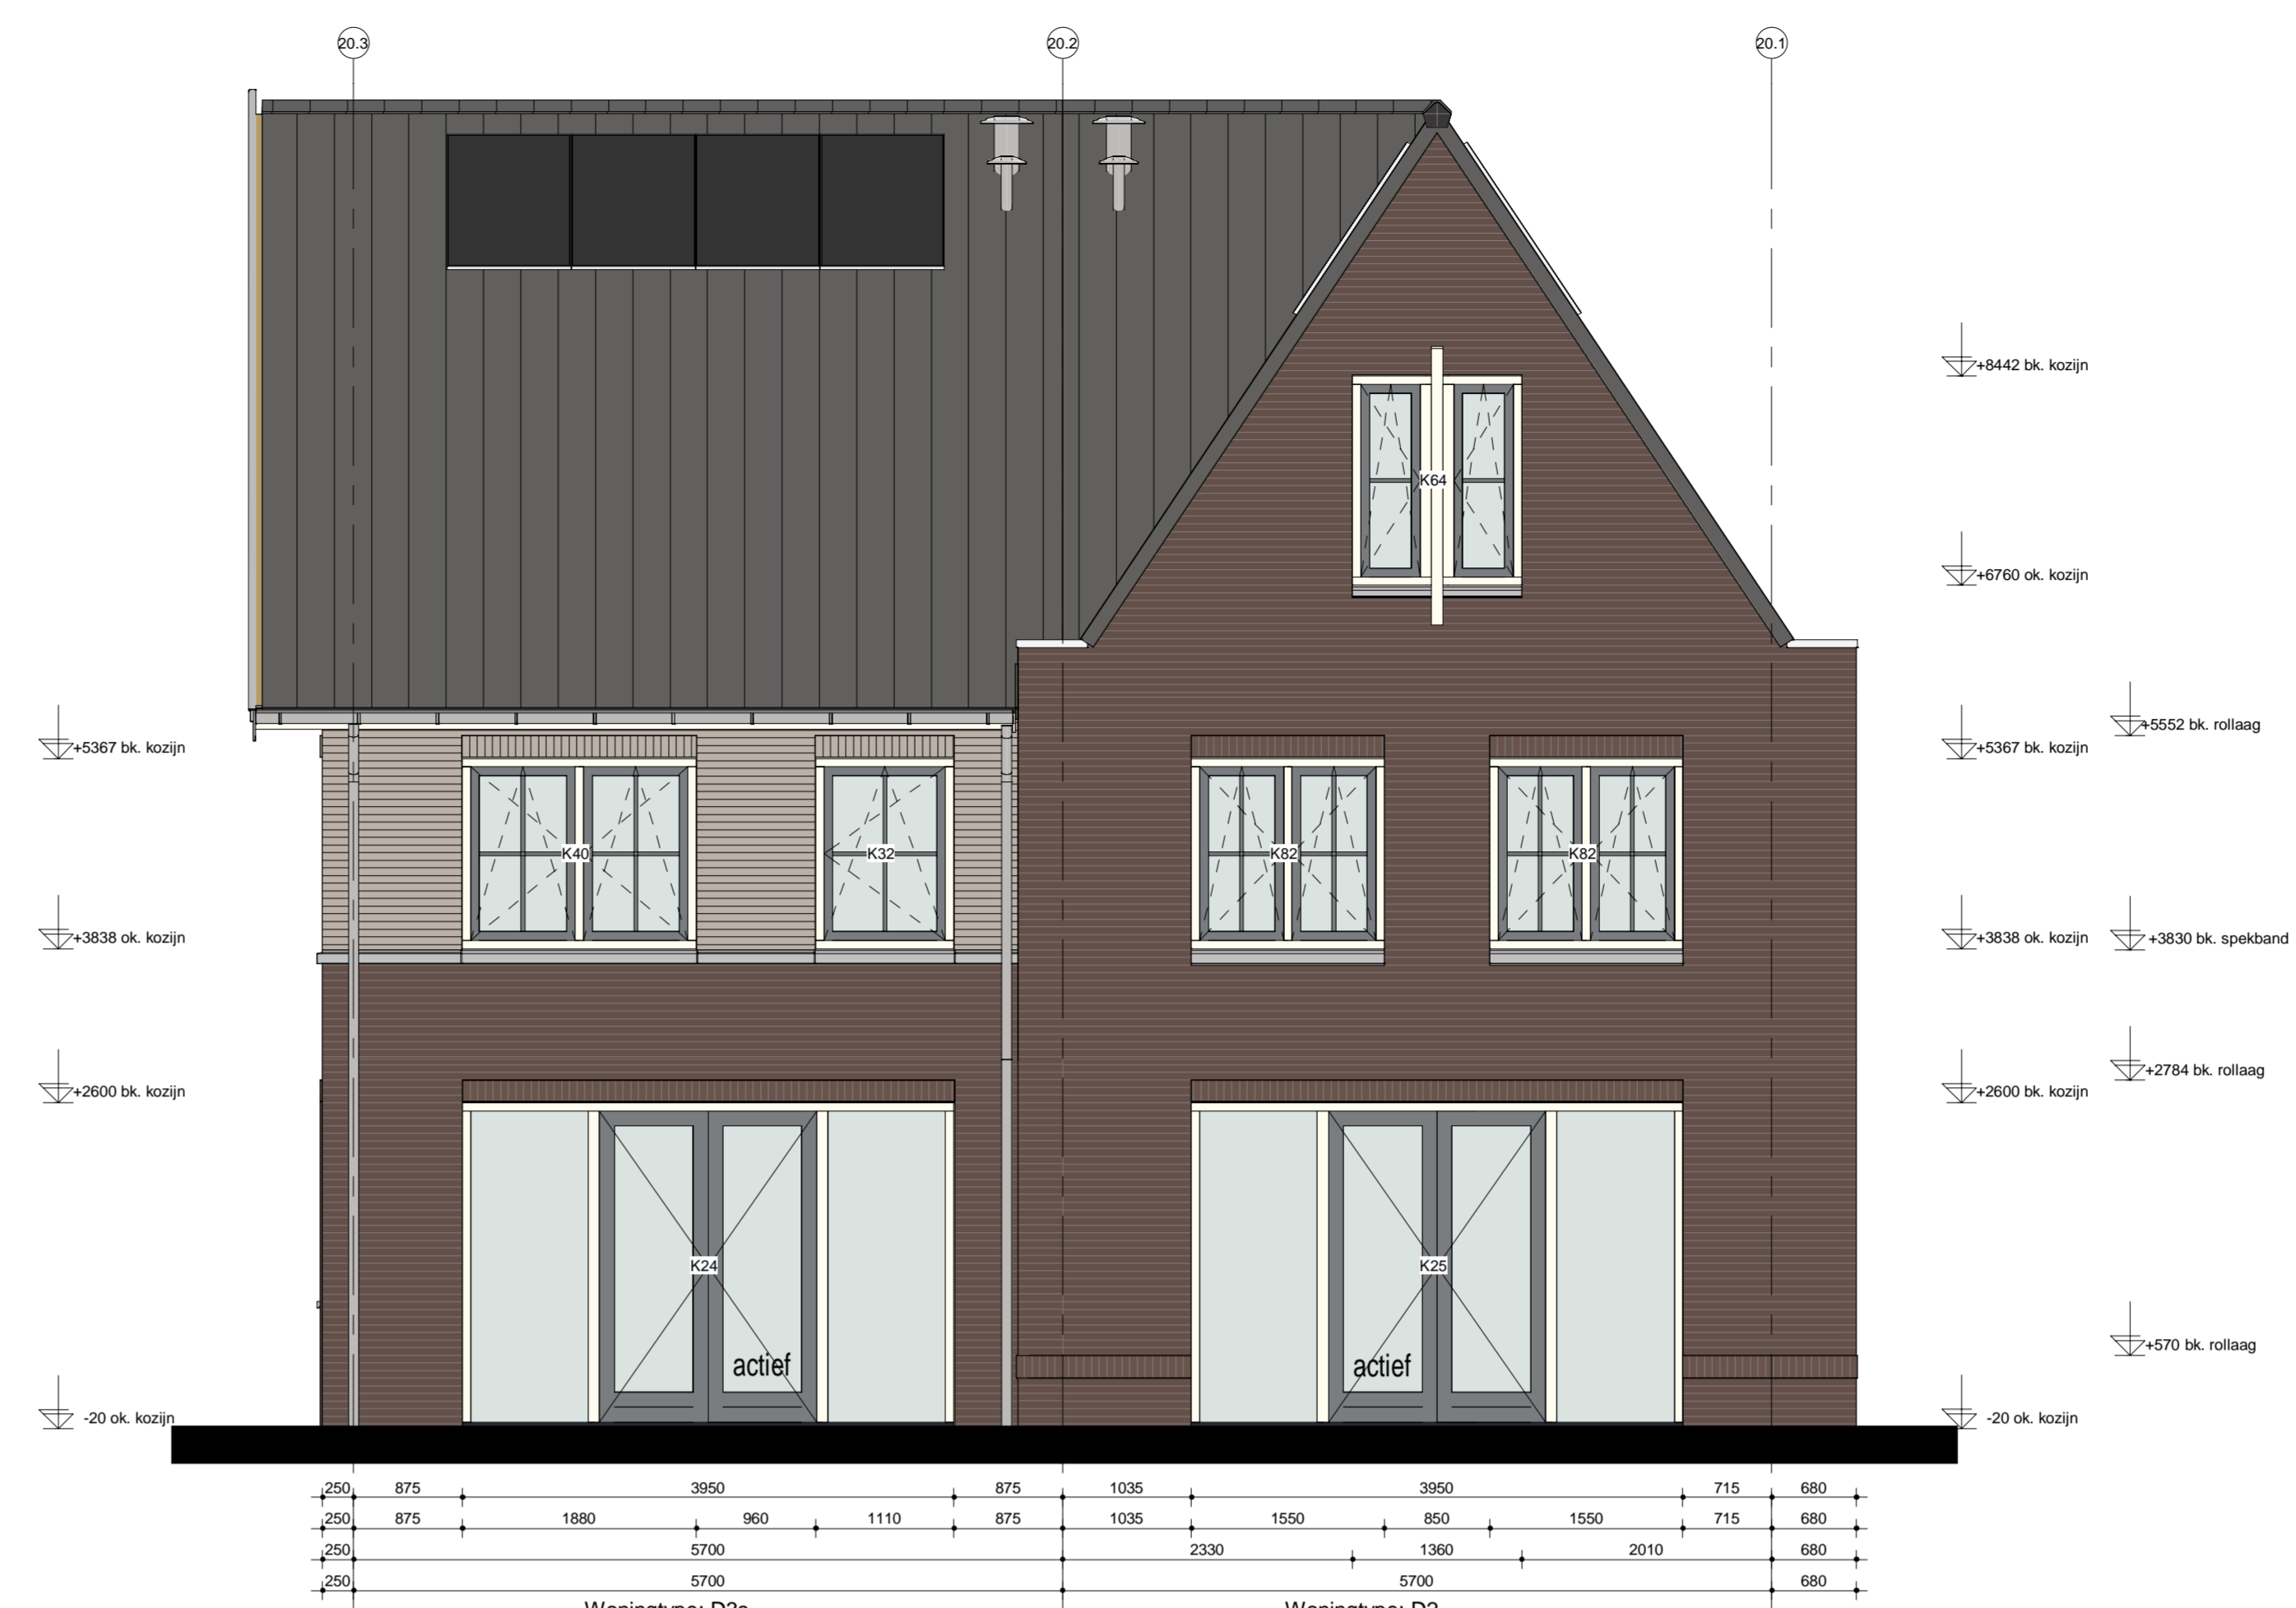 20.3 20.2 20.1
+8442 bk. kozijn
K64
+6760 ok. kozijn
+5552 bk. rollaag
+5367 bk. kozijn +5367 bk. kozijn
K40 K32 K82 K82
+3838 ok. kozijn +3838 ok. kozijn +3830 bk. spekband
+2784 bk. rollaag
+2600 bk. kozijn +2600 bk. kozijn
K24 K25
+570 bk. rollaag
actief actief
-20 ok. kozijn -20 ok. kozijn
250 875 3950 875 1035 3950 715 680
250 875 1880 960 1110 875 1035 1550 850 1550 715 680
250 5700 2330 1360 2010 680
250 5700 5700 680
Woningtype: Woningtype: